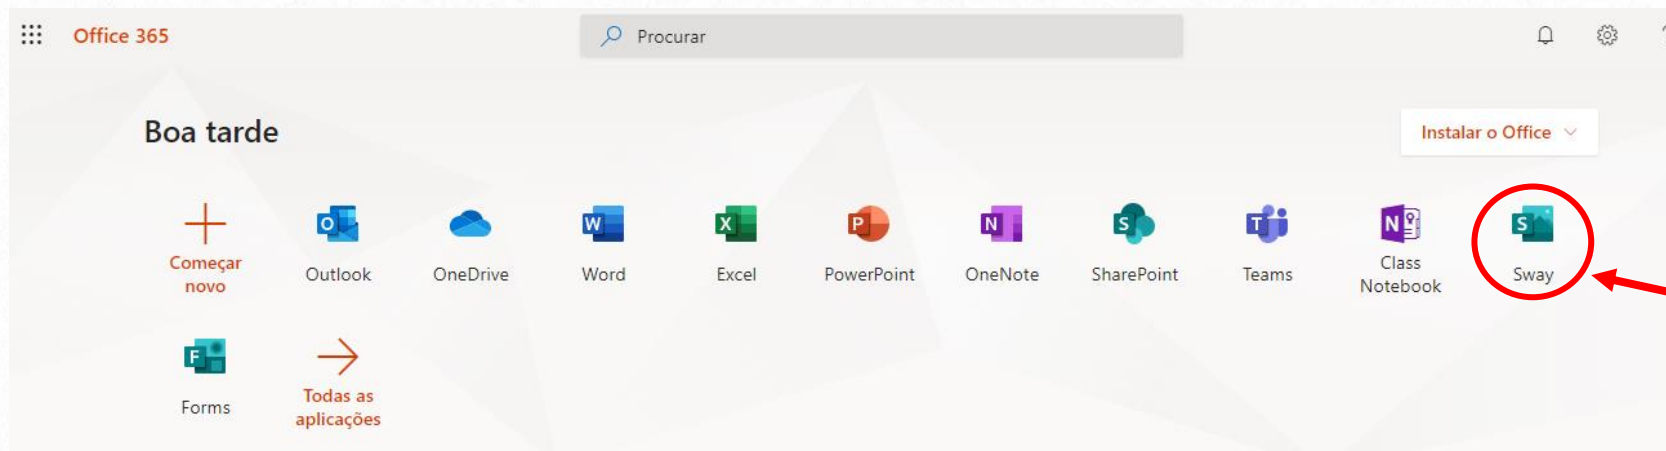 Office 365
Procurar
Boa tarde
Instalar o Office
Começar
novo
Outlook
OneDrive
Word
Excel
PowerPoint
OneNote
SharePoint
Teams
Class
Notebook
Sway
Forms
Todas as
aplicações